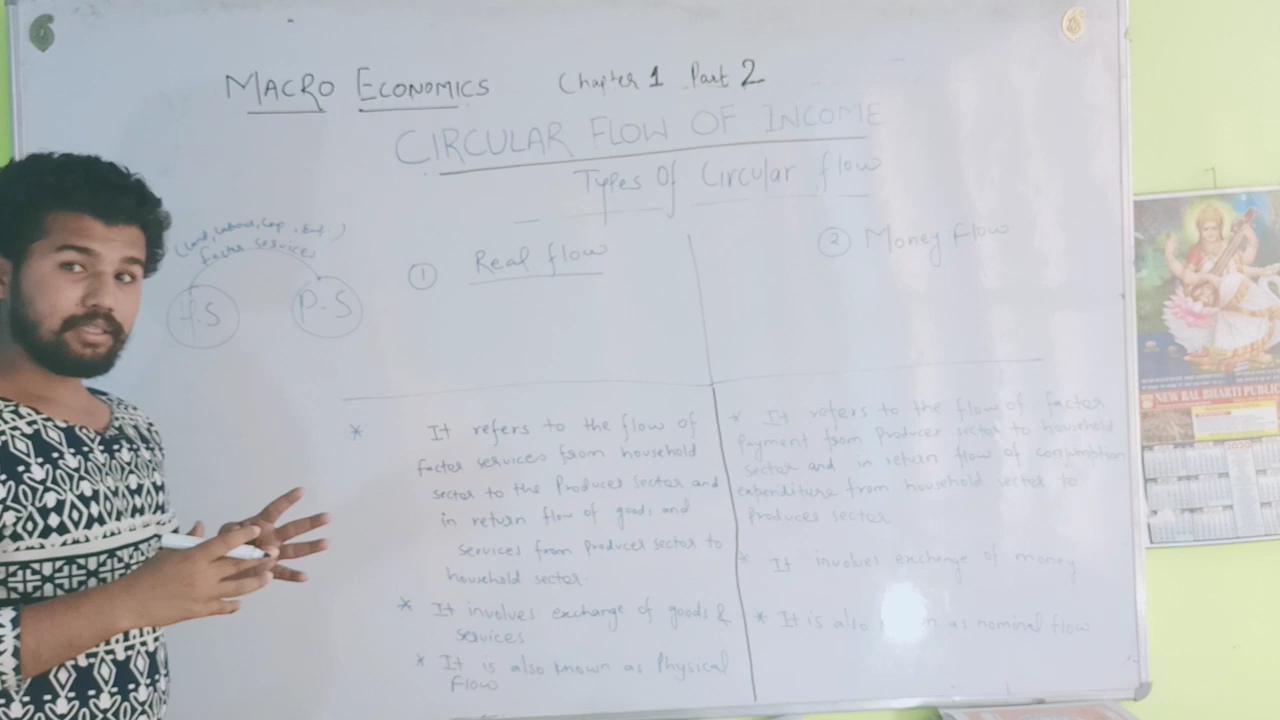 MACRO ECONOMICS Chapter 1 Part 2
CIRCULAR FLOW OF INCOME
Types Of Circular flow
(Land, Labour, Cap, Ent.)
factor services
H.S
P.S
① Real flow
② Money Flow
* It refers to the flow of
factor services from household
sector to the Producer sector and
in return flow of goods and
services from producer sector to
household sector.
* It involves exchange of goods &
services
* It is also known as Physical
Flow
* It refers to the flow of factor
Payment from Producer sector to household
sector and in return flow of consumption
expenditure from household sector to
Producer sector
* It involves exchange of money
* It is also as nominal flow
NEW BAL BHARTI PUBLIC